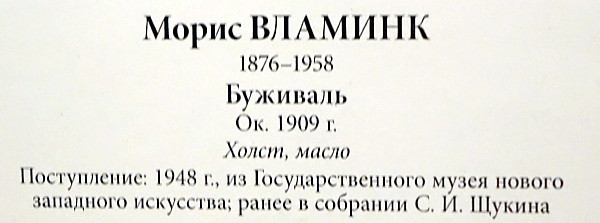 Морис ВЛАМИНК
1876–1958
Буживаль
Ок. 1909 г.
Холст, масло
Поступление: 1948 г., из Государственного музея нового
западного искусства; ранее в собрании С. И. Щукина